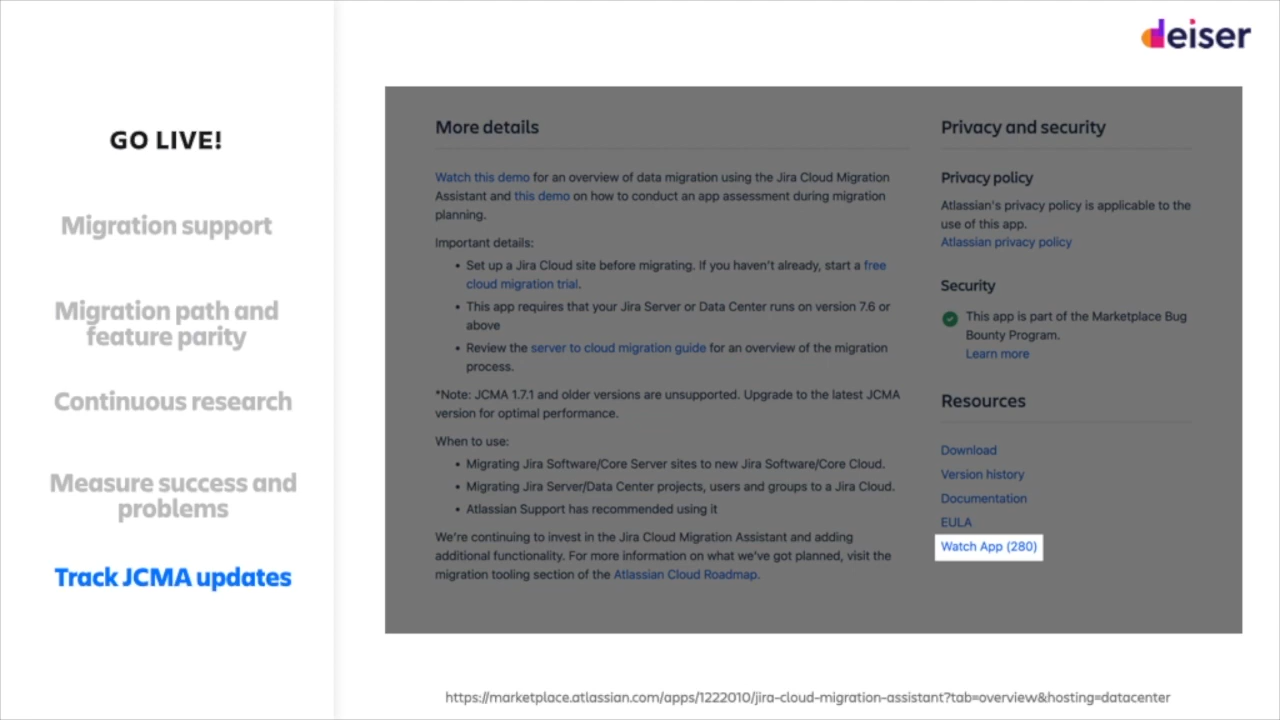 deiser
GO LIVE!
Migration support
Migration path and
feature parity
Continuous research
Measure success and
problems
Track JCMA updates
More details
Watch this demo for an overview of data migration using the Jira Cloud Migration
Assistant and this demo on how to conduct an app assessment during migration
planning.
Important details:
• Set up a Jira Cloud site before migrating. If you haven't already, start a free
cloud migration trial.
• This app requires that your Jira Server or Data Center runs on version 7.6 or
above
• Review the server to cloud migration guide for an overview of the migration
process.
*Note: JCMA 1.7.1 and older versions are unsupported. Upgrade to the latest JCMA
version for optimal performance.
When to use:
• Migrating Jira Software/Core Server sites to new Jira Software/Core Cloud.
• Migrating Jira Server/Data Center projects, users and groups to a Jira Cloud.
• Atlassian Support has recommended using it
We're continuing to invest in the Jira Cloud Migration Assistant and adding
additional functionality. For more information on what we've got planned, visit the
migration tooling section of the Atlassian Cloud Roadmap.
Privacy and security
Privacy policy
Atlassian's privacy policy is applicable to the
use of this app.
Atlassian privacy policy
Security
This app is part of the Marketplace Bug
Bounty Program.
Learn more
Resources
Download
Version history
Documentation
EULA
Watch App (280)
https://marketplace.atlassian.com/apps/1222010/jira-cloud-migration-assistant?tab=overview&hosting=datacenter